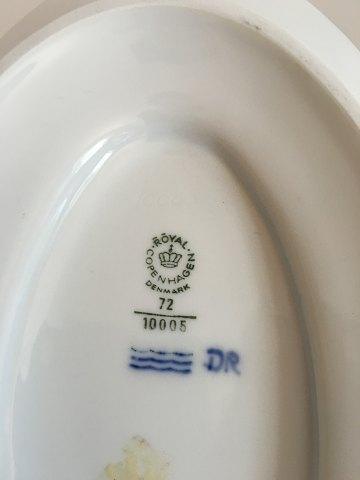 ROYAL
COPENHAGEN
DENMARK
72
10005
DR